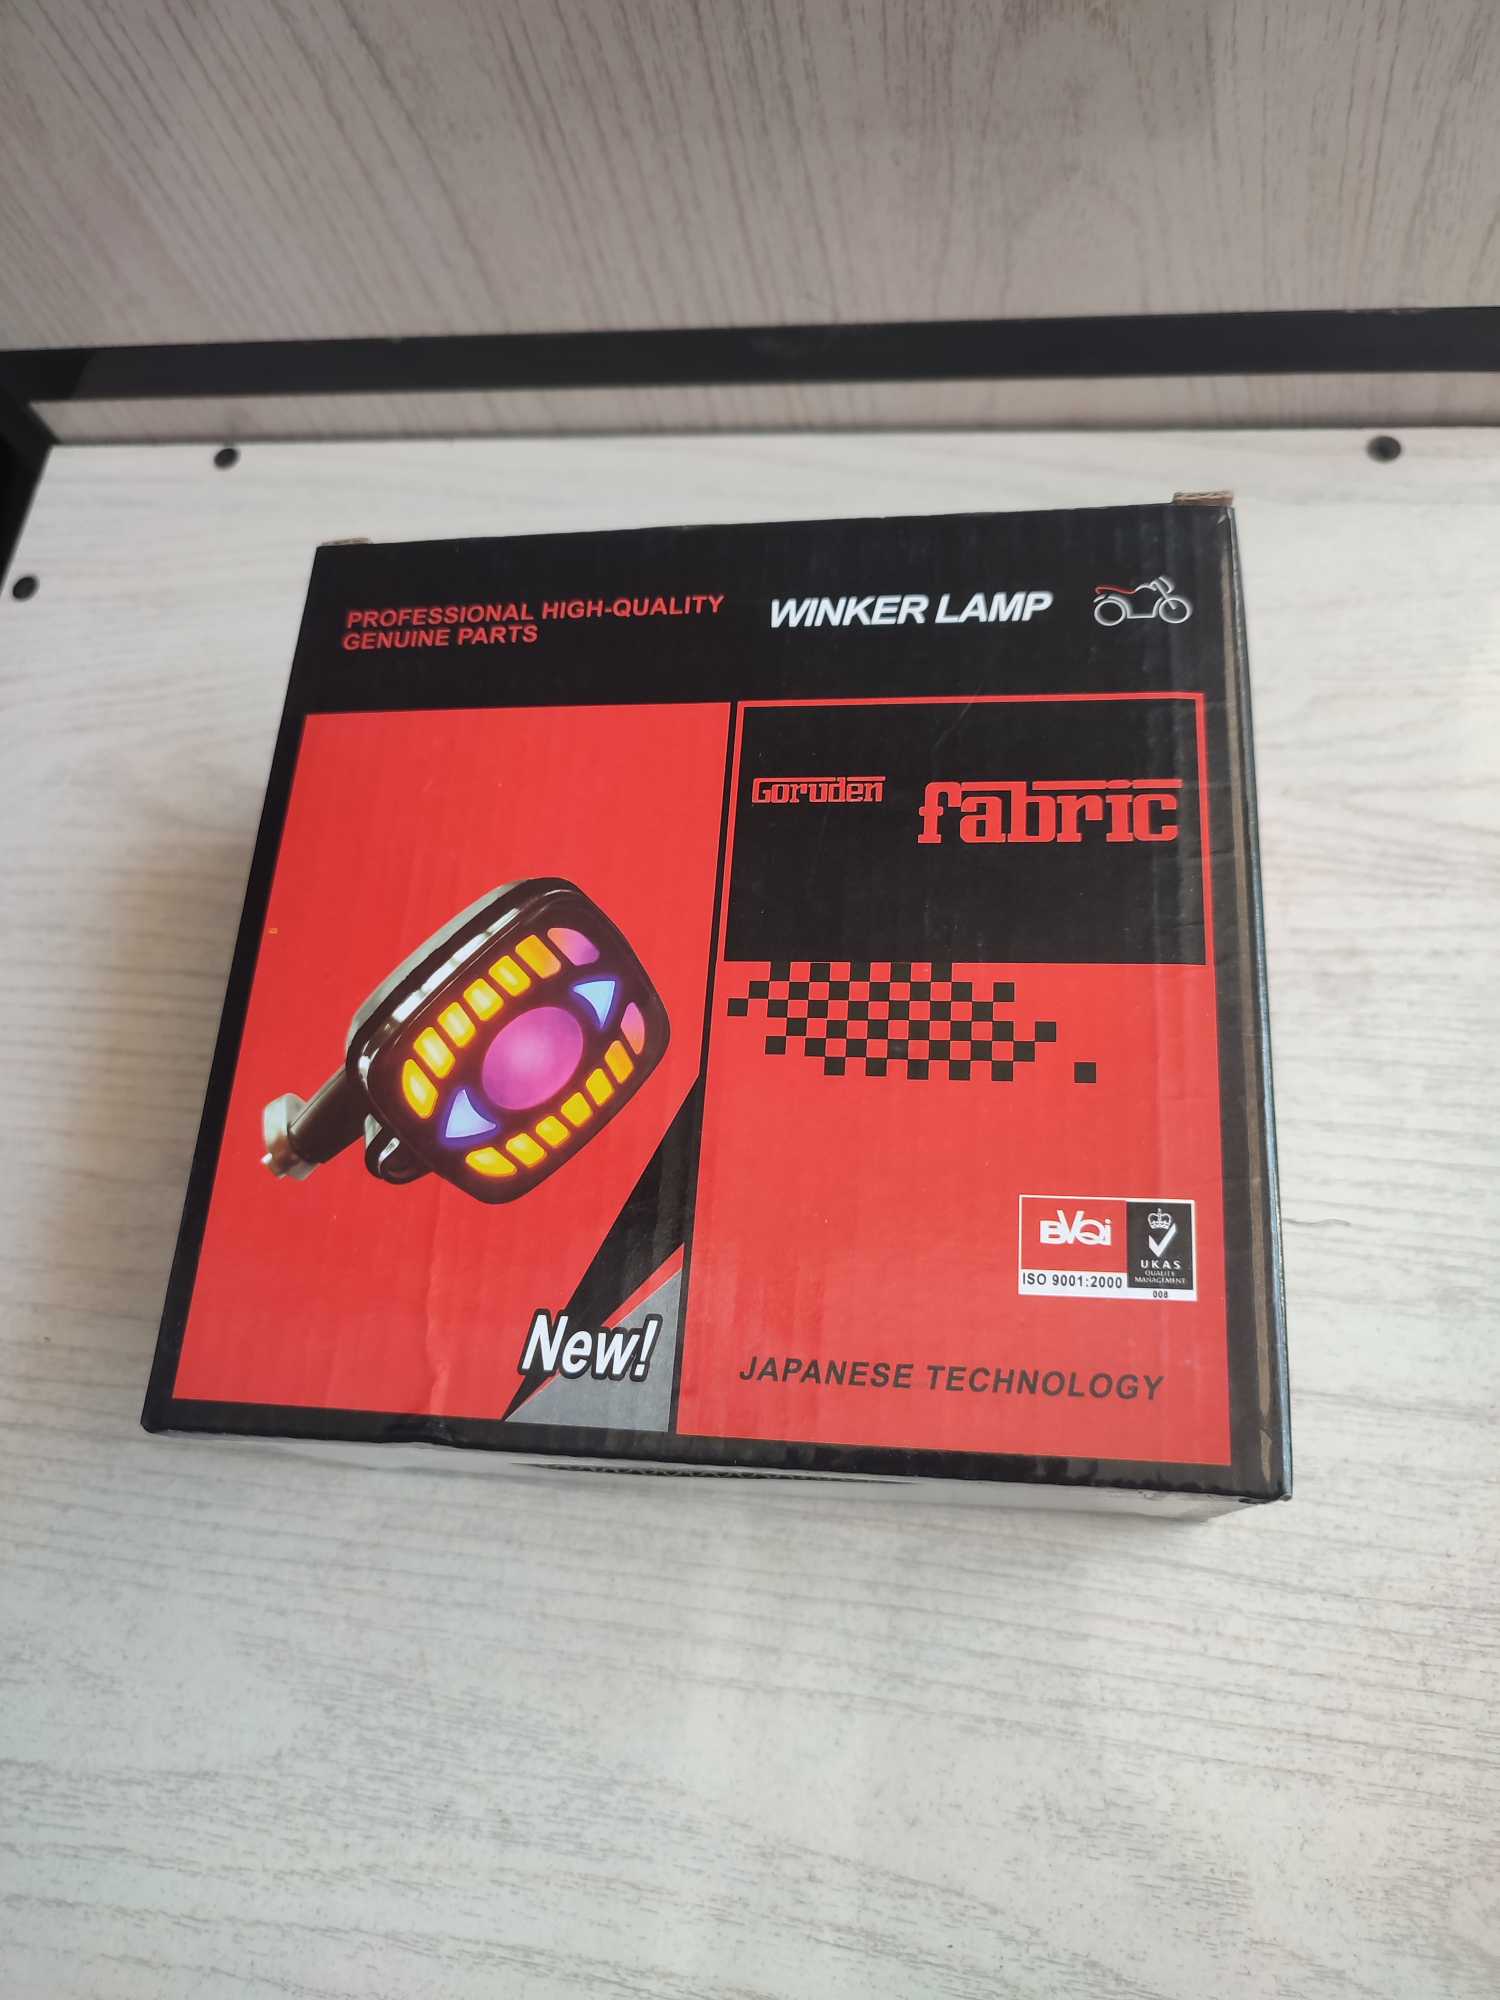 PROFESSIONAL HIGH-QUALITY
GENUINE PARTS
WINKER LAMP
Goruden
fabric
New!
BVQi
ISO 9001:2000
UKAS
QUALITY
MANAGEMENT
008
JAPANESE TECHNOLOGY